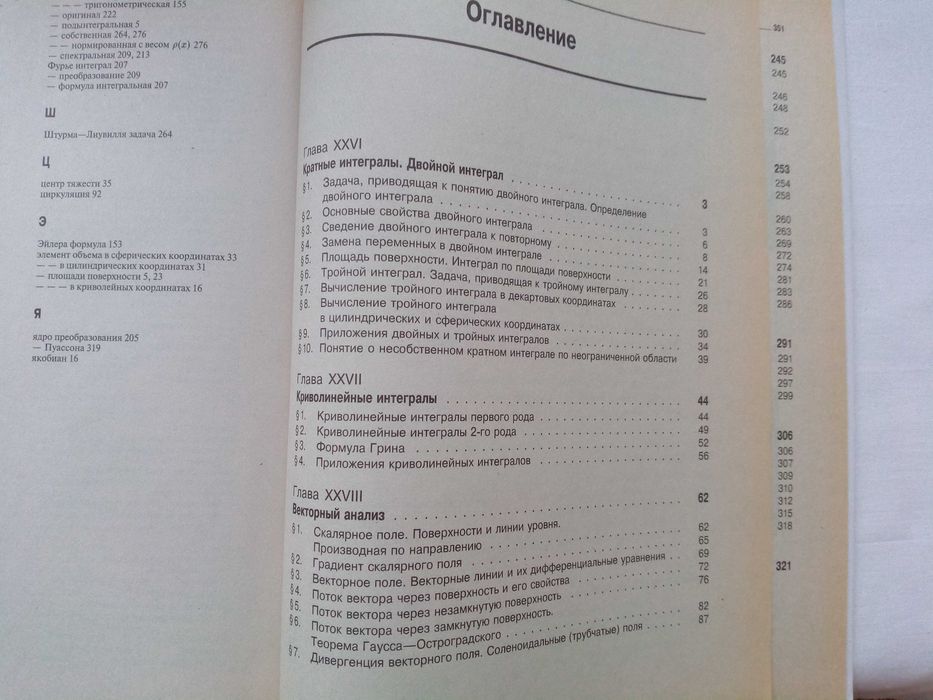 — — — тригонометрическая 155
— оригинал 222
— подынтегральная 5
— собственная 264, 276
— — нормированная с весом ρ(x) 276
— спектральная 209, 213
Фурье интеграл 207
— преобразование 209
— формула интегральная 207
Ш
Штурма—Лиувилля задача 264
Ц
центр тяжести 35
циркуляция 92
Э
Эйлера формула 153
элемент объема в сферических координатах 33
— — в цилиндрических координатах 31
— площади поверхности 5, 23
— — — в криволейных координатах 16
Я
ядро преобразования 205
— Пуассона 319
якобиан 16
Оглавление
Глава XXVI
Кратные интегралы. Двойной интеграл . . . . . . . . . . . . . . . . . 3
§1. Задача, приводящая к понятию двойного интеграла. Определение
двойного интеграла . . . . . . . . . . . . . . . . . . . . . . . . . 3
§2. Основные свойства двойного интеграла . . . . . . . . . . . . . . . 6
§3. Сведение двойного интеграла к повторному . . . . . . . . . . . . . 8
§4. Замена переменных в двойном интеграле . . . . . . . . . . . . . . 14
§5. Площадь поверхности. Интеграл по площади поверхности . . . . . . . 21
§6. Тройной интеграл. Задача, приводящая к тройному интегралу . . . . . 26
§7. Вычисление тройного интеграла в декартовых координатах . . . . . . 28
§8. Вычисление тройного интеграла
в цилиндрических и сферических координатах . . . . . . . . . . . . 30
§9. Приложения двойных и тройных интегралов . . . . . . . . . . . . . 34
§10. Понятие о несобственном кратном интеграле по неограниченной области 39
Глава XXVII
Криволинейные интегралы . . . . . . . . . . . . . . . . . . . . . . . 44
§1. Криволинейные интегралы первого рода . . . . . . . . . . . . . . . 44
§2. Криволинейные интегралы 2-го рода . . . . . . . . . . . . . . . . 49
§3. Формула Грина . . . . . . . . . . . . . . . . . . . . . . . . . . 52
§4. Приложения криволинейных интегралов . . . . . . . . . . . . . . . 56
Глава XXVIII
Векторный анализ . . . . . . . . . . . . . . . . . . . . . . . . . . 62
§1. Скалярное поле. Поверхности и линии уровня.
Производная по направлению . . . . . . . . . . . . . . . . . . . . 62
§2. Градиент скалярного поля . . . . . . . . . . . . . . . . . . . . . 65
§3. Векторное поле. Векторные линии и их дифференциальные уравнения . . 69
§4. Поток вектора через поверхность и его свойства . . . . . . . . . . 72
§5. Поток вектора через незамкнутую поверхность . . . . . . . . . . . 76
§6. Поток вектора через замкнутую поверхность.
Теорема Гаусса—Остроградского . . . . . . . . . . . . . . . . . . 82
§7. Дивергенция векторного поля. Соленоидальные (трубчатые) поля . . . . 87
351
245
245
246
248
252
253
254
258
260
263
269
272
274
281
283
286
291
291
292
297
299
306
306
307
309
310
312
315
318
321